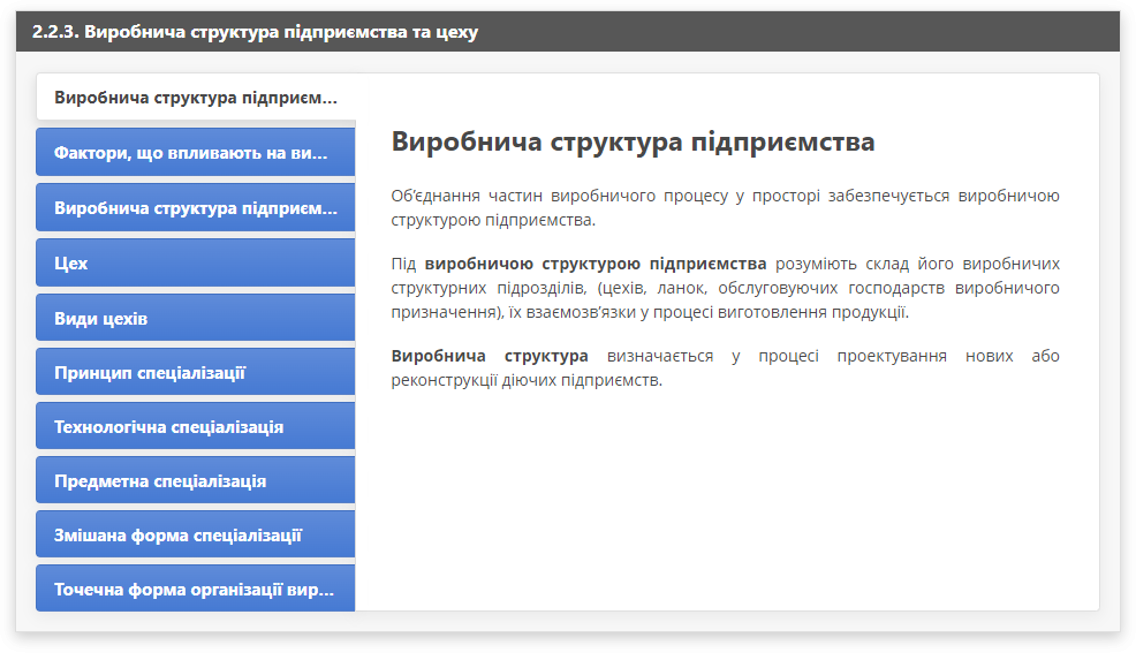 2.2.3. Виробнича структура підприємства та цеху
Виробнича структура підприєм...
Фактори, що впливають на ви...
Виробнича структура підприєм...
Цех
Види цехів
Принцип спеціалізації
Технологічна спеціалізація
Предметна спеціалізація
Змішана форма спеціалізації
Точечна форма організації вир...
Виробнича структура підприємства
Об’єднання частин виробничого процесу у просторі забезпечується виробничою
структурою підприємства.
Під виробничою структурою підприємства розуміють склад його виробничих
структурних підрозділів, (цехів, ланок, обслуговуючих господарств виробничого
призначення), їх взаємозв’язки у процесі виготовлення продукції.
Виробнича структура визначається у процесі проектування нових або
реконструкції діючих підприємств.